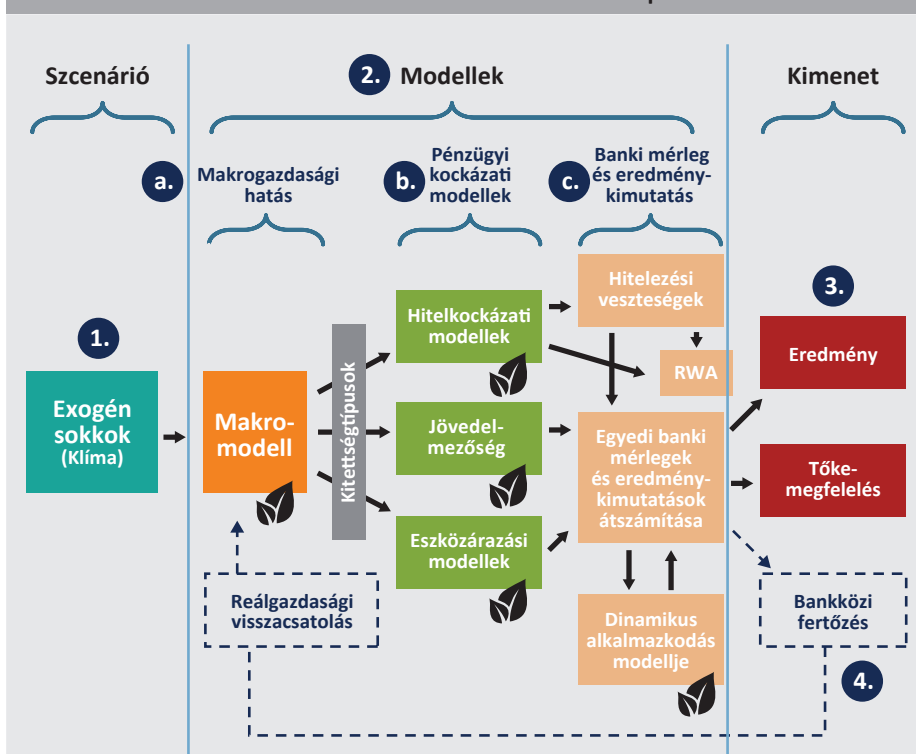 Szcenárió
2. Modellek
Kimenet
a.
Makrogazdasági
hatás
b.
Pénzügyi
kockázati
modellek
c.
Banki mérleg
és eredmény-
kimutatás
1.
Exogén
sokkok
(Klíma)
Makro-
modell
Kitettségtípusok
Hitelkockázati
modellek
Jövedel-
mezőség
Eszközárazási
modellek
Hitelezési
veszteségek
RWA
Egyedi banki
mérlegek
és eredmény-
kimutatások
átszámítása
Dinamikus
alkalmazkodás
modellje
3.
Eredmény
Tőke-
megfelelés
Reálgazdasági
visszacsatolás
Bankközi
fertőzés
4.